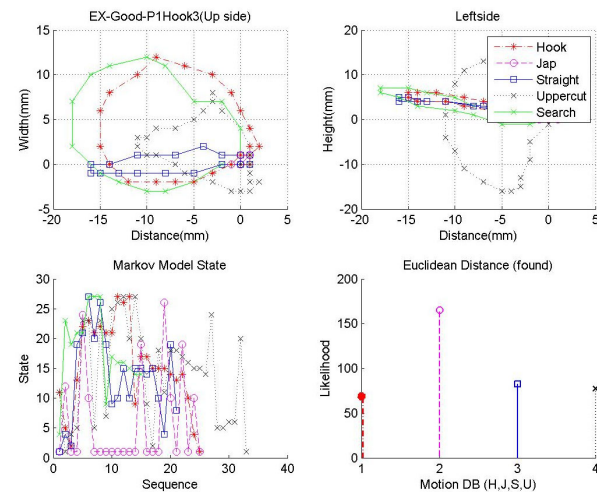 EX-Good-P1Hook3(Up side)
Width(mm)
15
10
5
0
-5
-20
-15
-10
-5
0
5
Distance(mm)
Leftside
Height(mm)
20
10
0
-10
-20
-20
-15
-10
-5
0
5
Distance(mm)
Hook
Jap
Straight
Uppercut
Search
Markov Model State
State
30
25
20
15
10
5
0
0
10
20
30
40
Sequence
Euclidean Distance (found)
Likelihood
200
150
100
50
0
1
2
3
4
Motion DB (H,J,S,U)